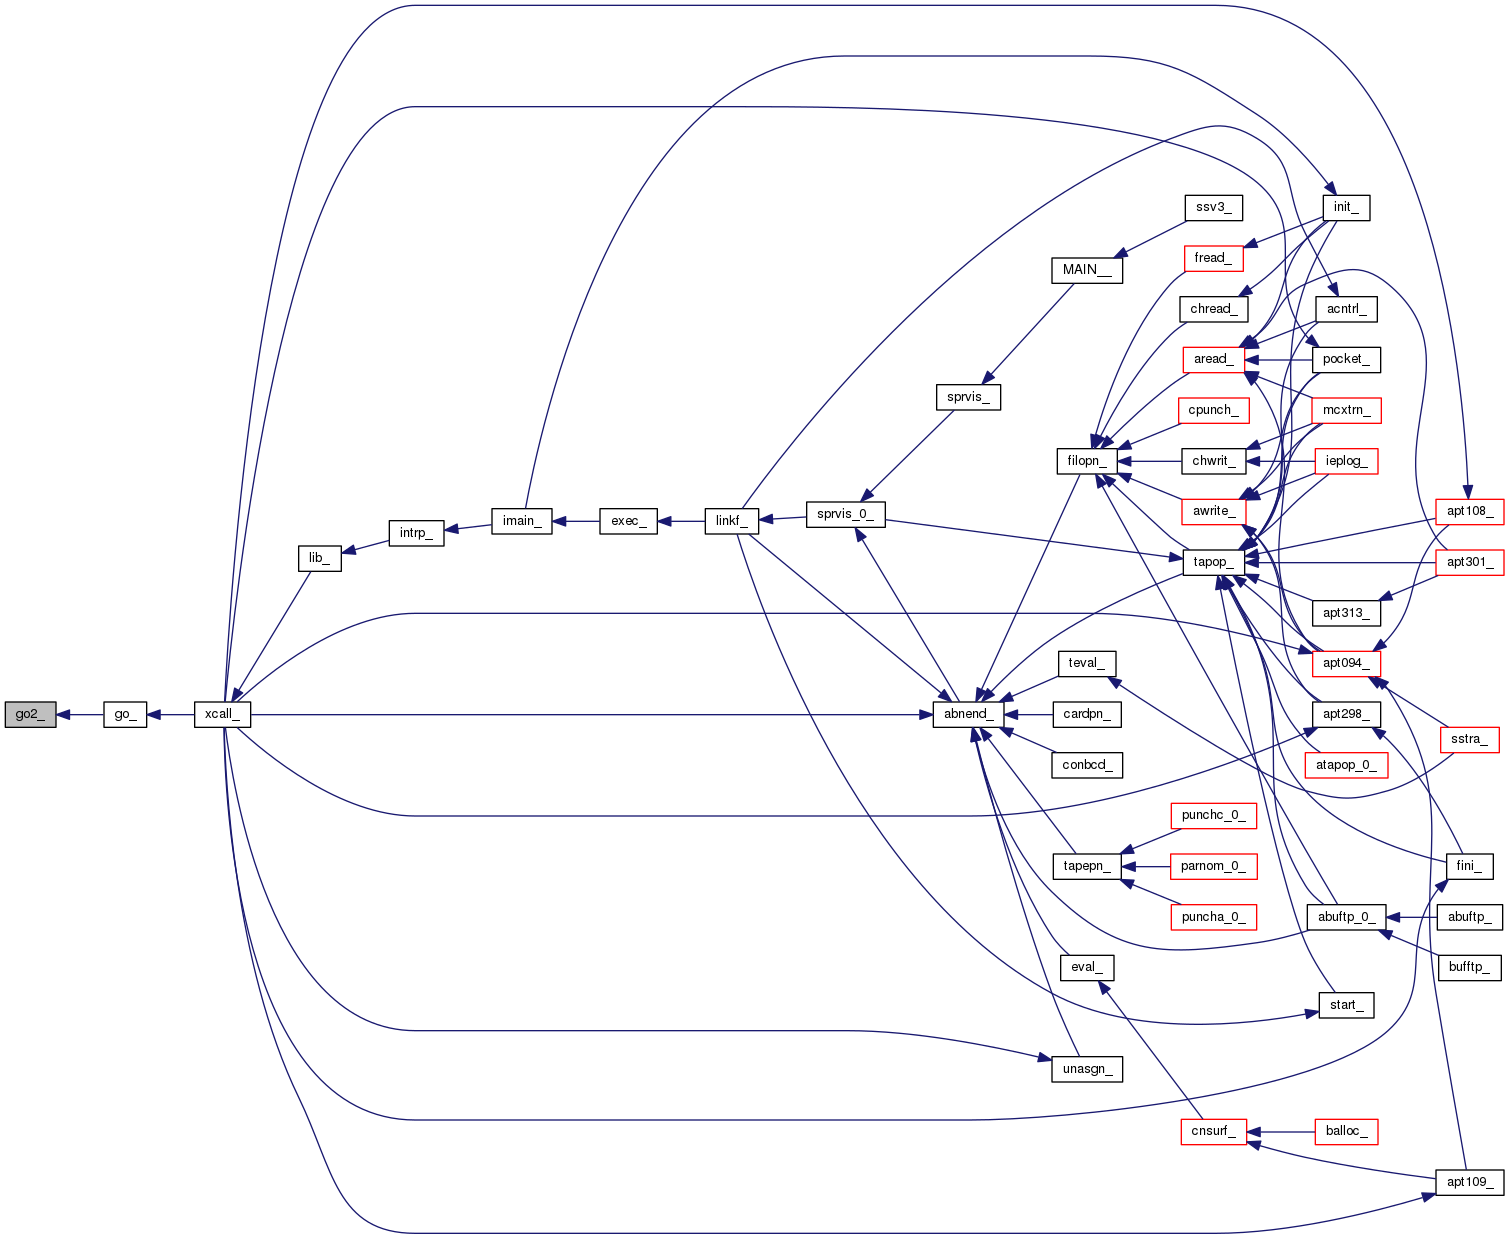 ssv3_
init_
fread_
MAIN__
chread_
acntrl_
aread_
pocket_
sprvis_
cpunch_
mcxtrn_
filopn_
chwrit_
ieplog_
awrite_
apt108_
sprvis_0_
imain_
exec_
linkf_
intrp_
lib_
tapop_
apt301_
apt313_
teval_
apt094_
go2_
go_
xcall_
abnend_
cardpn_
apt298_
sstra_
conbcd_
atapop_0_
punchc_0_
tapepn_
parnom_0_
fini_
puncha_0_
abuftp_0_
abuftp_
eval_
bufftp_
start_
unasgn_
cnsurf_
balloc_
apt109_